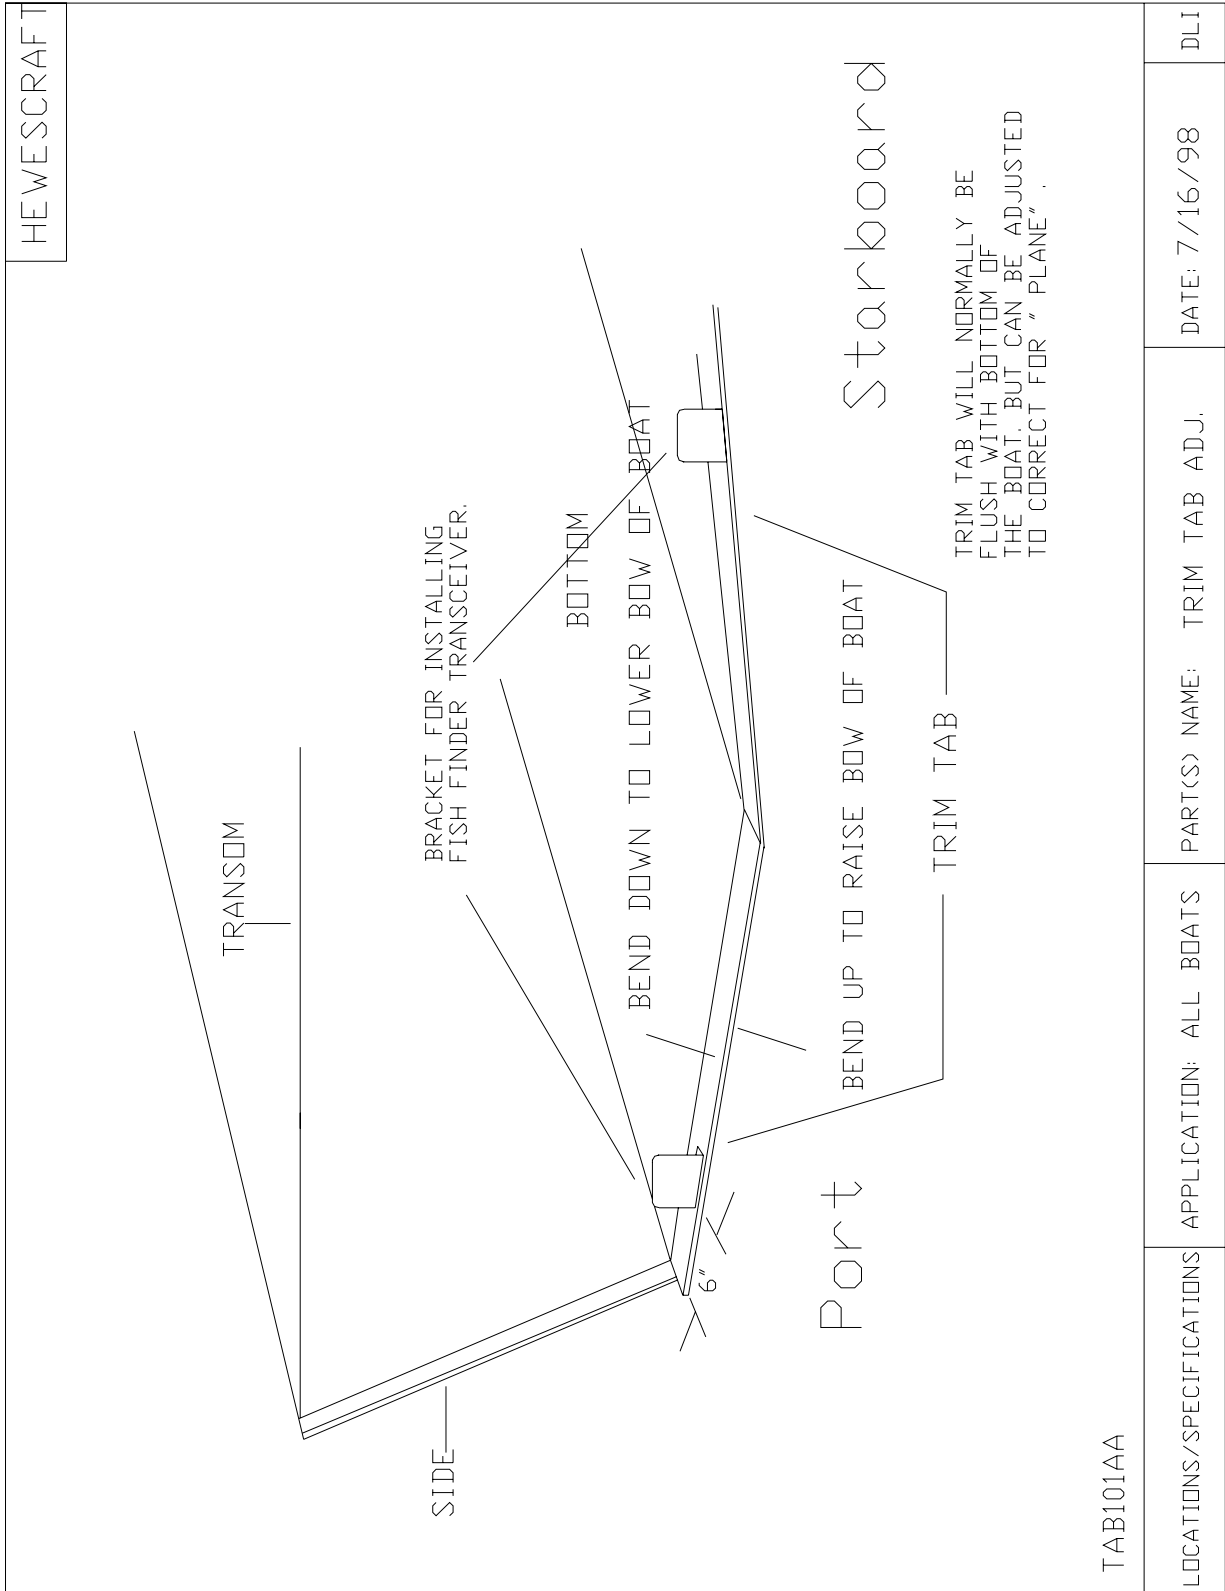 HEWESCRAFT
TRANSOM
BRACKET FOR INSTALLING
FISH FINDER TRANSCEIVER.
SIDE
BOTTOM
BEND DOWN TO LOWER BOW OF BOAT
6"
Port
Starboard
BEND UP TO RAISE BOW OF BOAT
TRIM TAB
TRIM TAB WILL NORMALLY BE
FLUSH WITH BOTTOM OF
THE BOAT. BUT CAN BE ADJUSTED
TO CORRECT FOR " PLANE" .
TAB101AA
LOCATIONS/SPECIFICATIONS
APPLICATION: ALL BOATS
PART(S) NAME: TRIM TAB ADJ.
DATE: 7/16/98
DLI